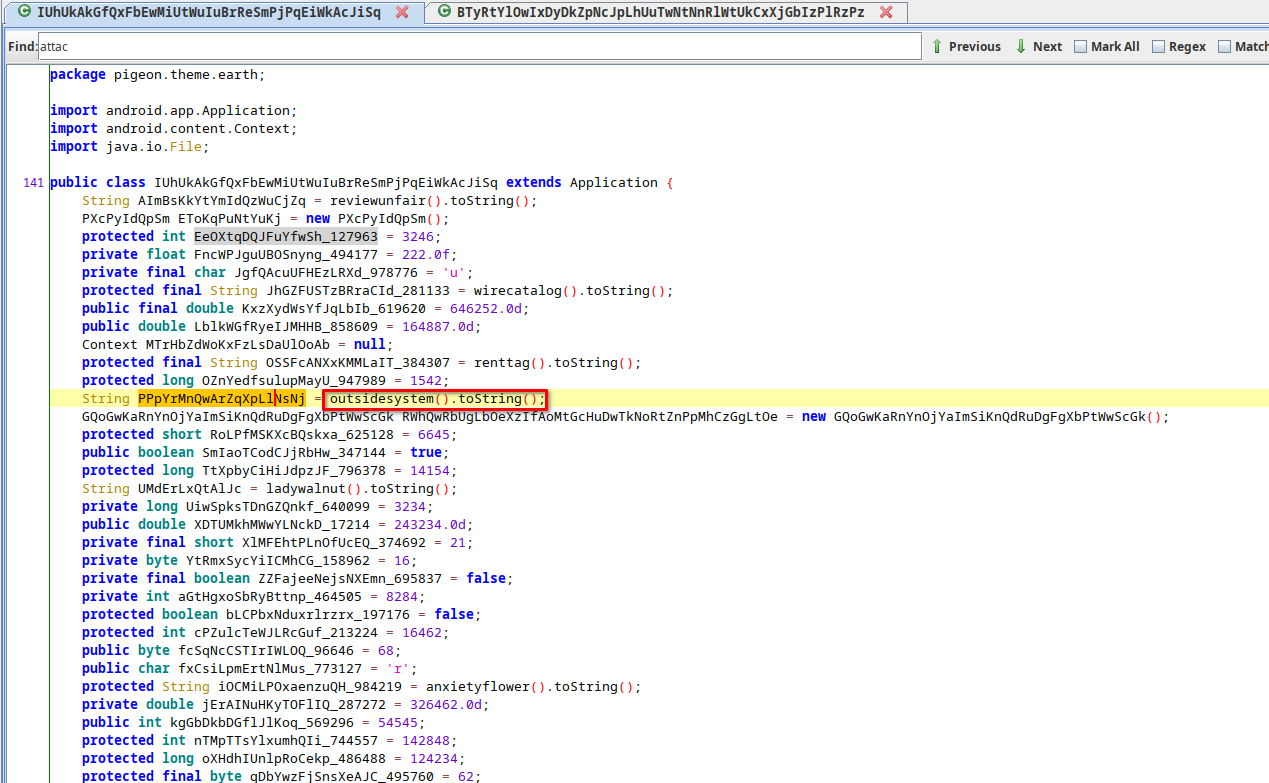 IUhUkAkGfQxFbEwMiUtWuIuBrReSmPjPqEiWkAcJiSq BTyRtYlOwIxDyDkZpNcJpLhUuTwNtNnRlWtUkCxXjGbIzPlRzPz
Find: attac Previous Next Mark All Regex Match
package pigeon.theme.earth;
import android.app.Application;
import android.content.Context;
import java.io.File;
141 public class IUhUkAkGfQxFbEwMiUtWuIuBrReSmPjPqEiWkAcJiSq extends Application {
String AImBsKkYtYmIdQzWuCjZq = reviewunfair().toString();
PXcPyIdQpSm EToKqPuNtYuKj = new PXcPyIdQpSm();
protected int EeOXtqDQJFuYfwSh_127963 = 3246;
private float FncWPJguUBOSnyng_494177 = 222.0f;
private final char JgfQAcuUFHEzLRXd_978776 = 'u';
protected final String JhGZFUSTzBRraCId_281133 = wirecatalog().toString();
public final double KxzXydWsYfJqLbIb_619620 = 646252.0d;
public double LblkWGfRyeIJMHHB_858609 = 164887.0d;
Context MTrHbZdWoKxFzLsDaUlOoAb = null;
protected final String OSSFcANXxKMMLaIT_384307 = renttag().toString();
protected long OZnYedfsulupMayU_947989 = 1542;
String PPpYrMnQwArZqXpLlNsNj = outsidesystem().toString();
GQoGwKaRnYnOjYaImSiKnQdRuDgFgXbPtWwScGk RWhQwRbUgLbOeXzIfAoMtGcHuDwTkNoRtZnPpMhCzGgLtOe = new GQoGwKaRnYnOjYaImSiKnQdRuDgFgXbPtWwScGk();
protected short RoLPfMSKXcBQskxa_625128 = 6645;
public boolean SmIaoTCodCJjRbHw_347144 = true;
protected long TtXpbyCiHiJdpzJF_796378 = 14154;
String UMdErLxQtAlJc = ladywalnut().toString();
private long UiwSpksTDnGZQnkf_640099 = 3234;
public double XDTUMkhMWwYLNckD_17214 = 243234.0d;
private final short XlMFEhtPLnOfUcEQ_374692 = 21;
private byte YtRmxSycYiICMhCG_158962 = 16;
private final boolean ZZFajeeNejsNXEmn_695837 = false;
private int aGtHgxoSbRyBttnp_464505 = 8284;
protected boolean bLCPbxNduxrlrzrx_197176 = false;
protected int cPZulcTeWJLRcGuf_213224 = 16462;
public byte fcSqNcCSTIrIWLOQ_96646 = 68;
public char fxCsiLpmErtNlMus_773127 = 'r';
protected String iOCMiLPOxaenzuQH_984219 = anxietyflower().toString();
private double jErAINuHKyTOFlIQ_287272 = 326462.0d;
public int kgGbDkbDGflJlKoq_569296 = 54545;
protected int nTMpTTsYlxumhQIi_744557 = 142848;
protected long oXHdhIUnlpRoCekp_486488 = 124234;
protected final byte qDbYwzFjSnsXeAJC_495760 = 62;